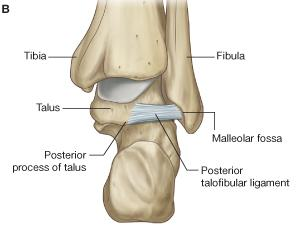 B
Tibia
Fibula
Talus
Malleolar fossa
Posterior
process of talus
Posterior
talofibular ligament